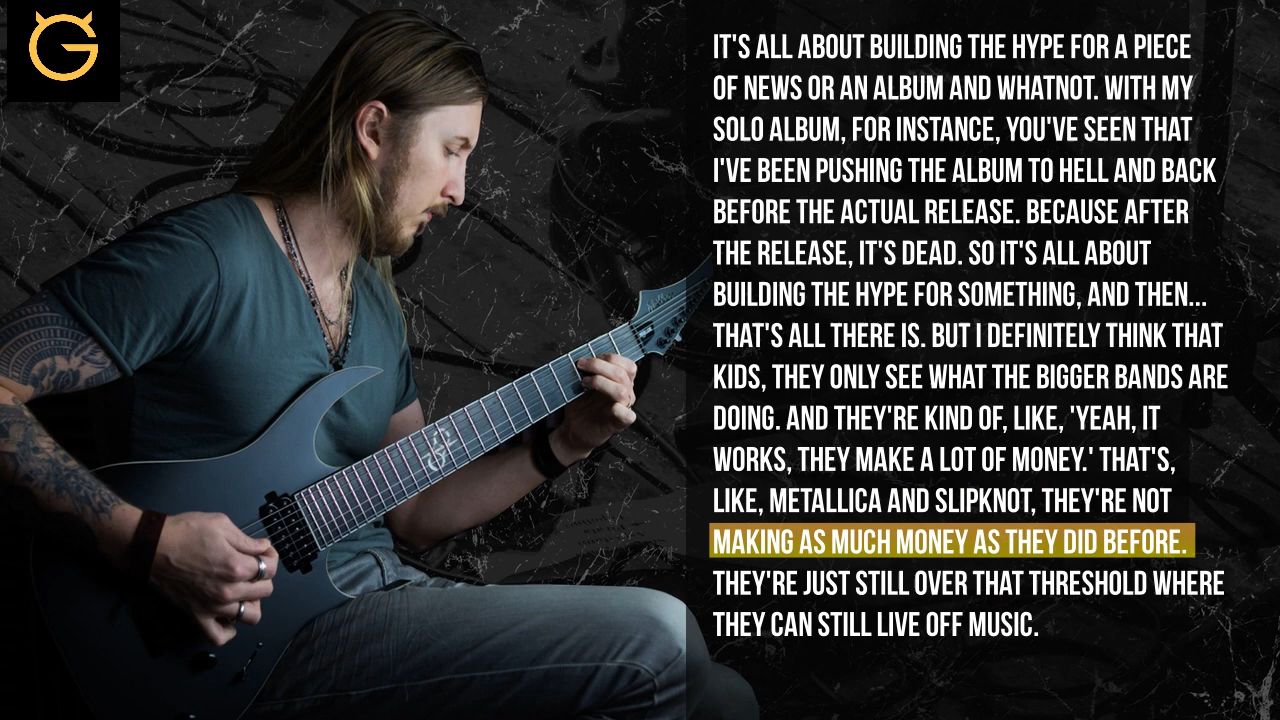 IT'S ALL ABOUT BUILDING THE HYPE FOR A PIECE
OF NEWS OR AN ALBUM AND WHATNOT. WITH MY
SOLO ALBUM, FOR INSTANCE, YOU'VE SEEN THAT
I'VE BEEN PUSHING THE ALBUM TO HELL AND BACK
BEFORE THE ACTUAL RELEASE. BECAUSE AFTER
THE RELEASE, IT'S DEAD. SO IT'S ALL ABOUT
BUILDING THE HYPE FOR SOMETHING, AND THEN...
THAT'S ALL THERE IS. BUT I DEFINITELY THINK THAT
KIDS, THEY ONLY SEE WHAT THE BIGGER BANDS ARE
DOING. AND THEY'RE KIND OF, LIKE, 'YEAH, IT
WORKS, THEY MAKE A LOT OF MONEY.' THAT'S,
LIKE, METALLICA AND SLIPKNOT, THEY'RE NOT
MAKING AS MUCH MONEY AS THEY DID BEFORE.
THEY'RE JUST STILL OVER THAT THRESHOLD WHERE
THEY CAN STILL LIVE OFF MUSIC.